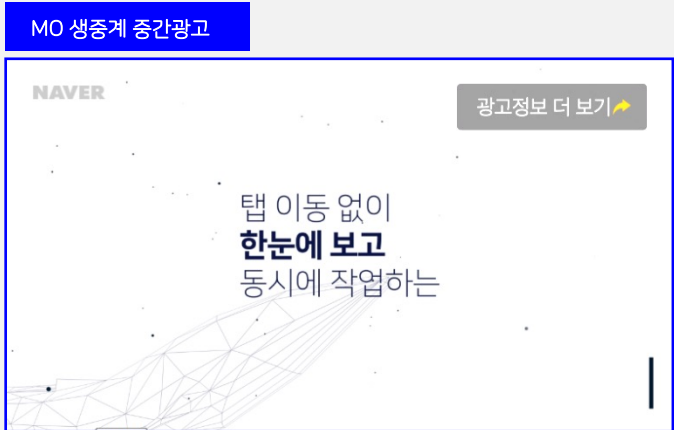 MO 생중계 중간광고
NAVER
광고정보 더 보기
탭 이동 없이
한눈에 보고
동시에 작업하는